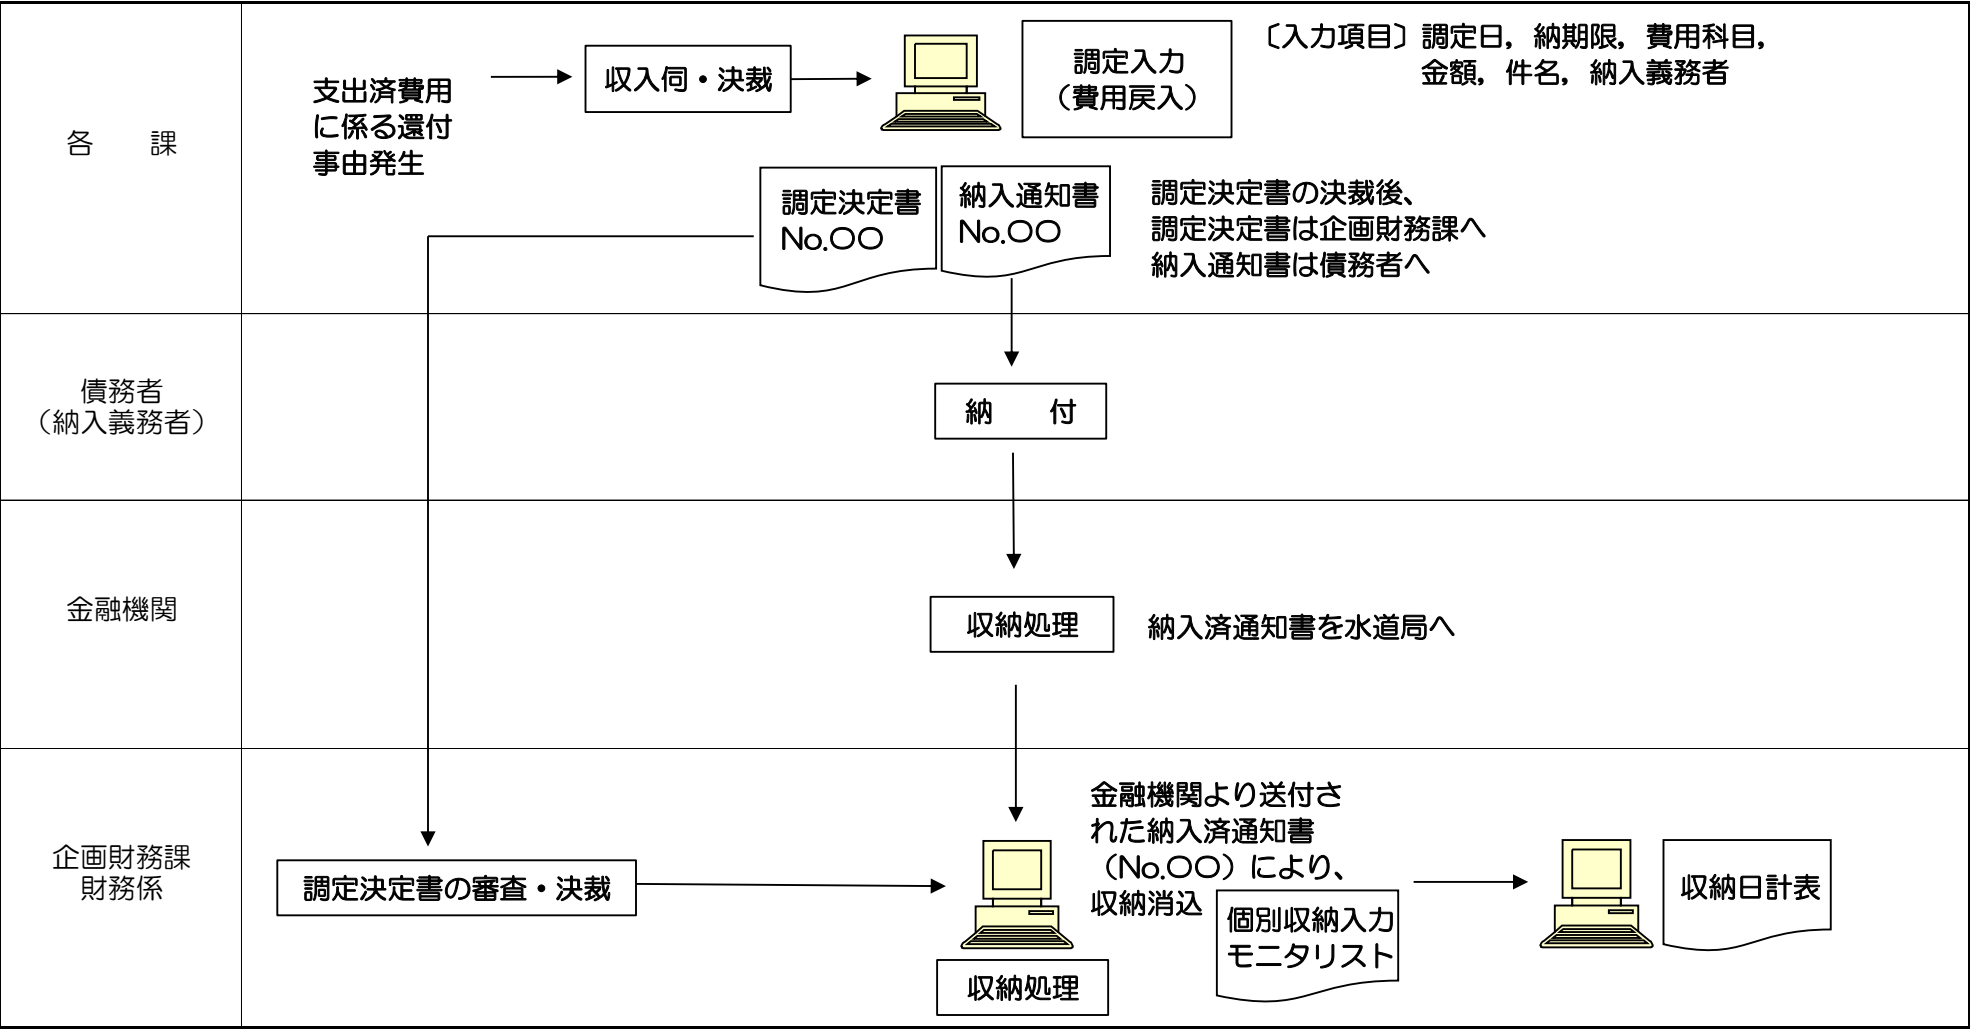 各　　課
支出済費用
に係る還付
事由発生
収入伺・決裁
調定入力
（費用戻入）
〔入力項目〕調定日，納期限，費用科目，
金額，件名，納入義務者
調定決定書
No.〇〇
納入通知書
No.〇〇
調定決定書の決裁後、
調定決定書は企画財務課へ
納入通知書は債務者へ
債務者
（納入義務者）
納　　付
金融機関
収納処理
納入済通知書を水道局へ
企画財務課
財務係
調定決定書の審査・決裁
収納処理
金融機関より送付さ
れた納入済通知書
（No.〇〇）により、
収納消込
個別収納入力
モニタリスト
収納日計表